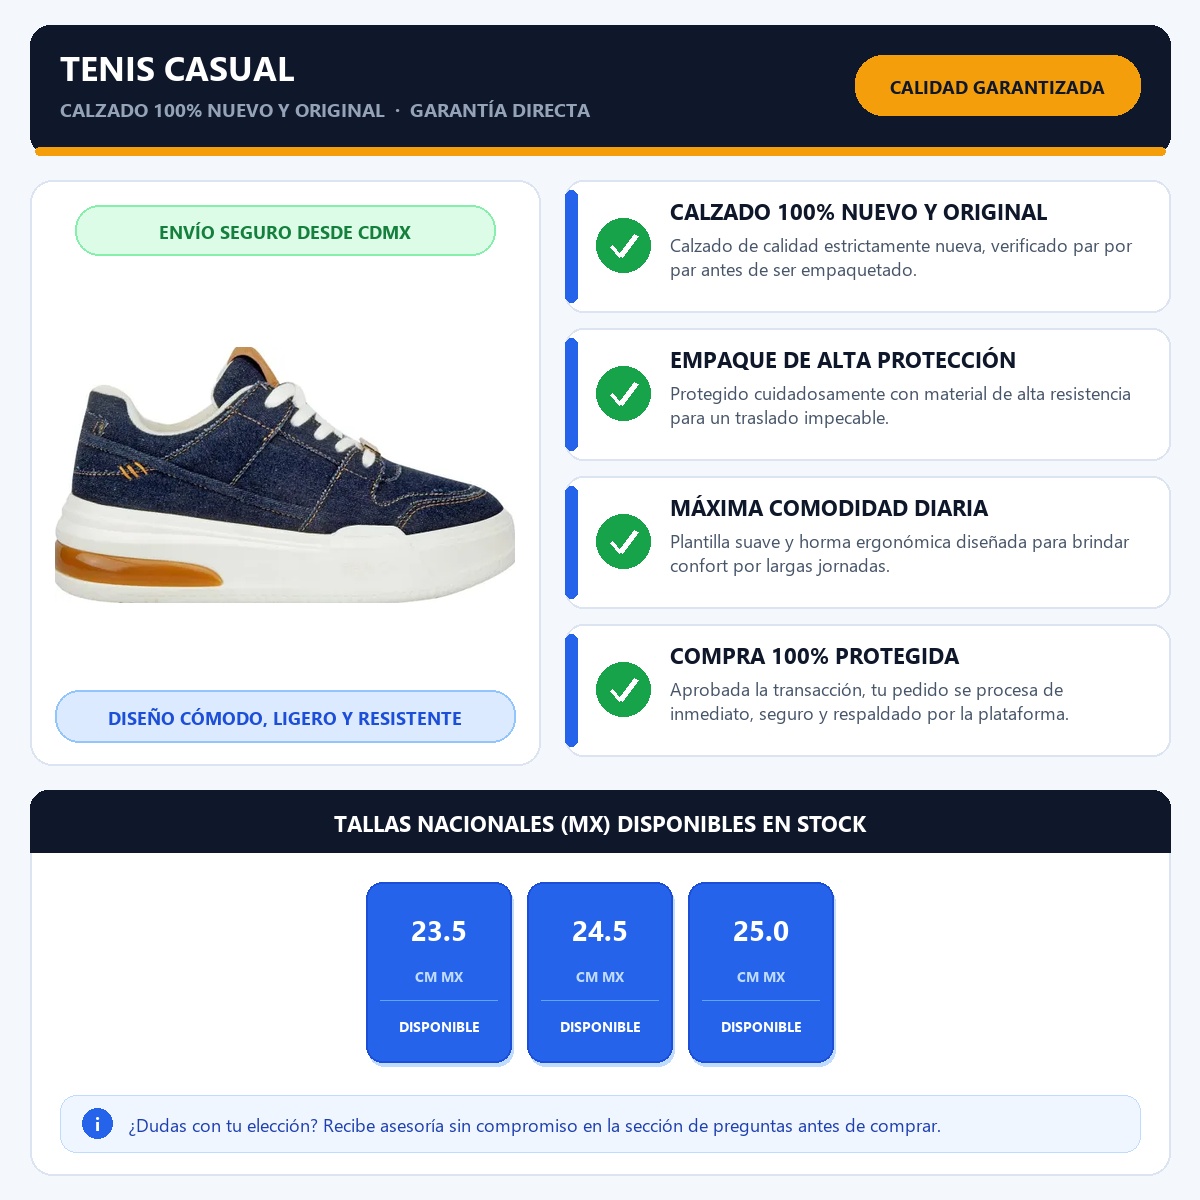 TENIS CASUAL
CALZADO 100% NUEVO Y ORIGINAL · GARANTÍA DIRECTA
CALIDAD GARANTIZADA
ENVÍO SEGURO DESDE CDMX
DISEÑO CÓMODO, LIGERO Y RESISTENTE
CALZADO 100% NUEVO Y ORIGINAL
Calzado de calidad estrictamente nueva, verificado par por
par antes de ser empaquetado.
EMPAQUE DE ALTA PROTECCIÓN
Protegido cuidadosamente con material de alta resistencia
para un traslado impecable.
MÁXIMA COMODIDAD DIARIA
Plantilla suave y horma ergonómica diseñada para brindar
confort por largas jornadas.
COMPRA 100% PROTEGIDA
Aprobada la transacción, tu pedido se procesa de
inmediato, seguro y respaldado por la plataforma.
TALLAS NACIONALES (MX) DISPONIBLES EN STOCK
23.5
CM MX
DISPONIBLE
24.5
CM MX
DISPONIBLE
25.0
CM MX
DISPONIBLE
¿Dudas con tu elección? Recibe asesoría sin compromiso en la sección de preguntas antes de comprar.